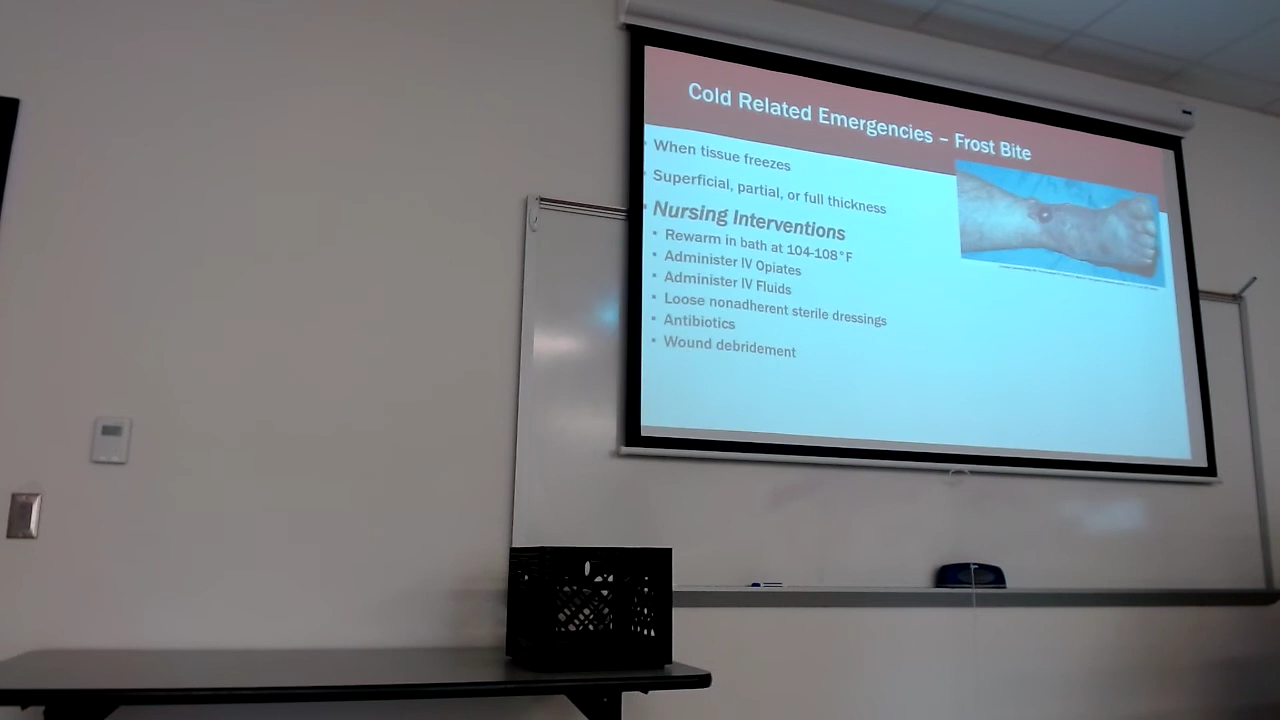 Cold Related Emergencies – Frost Bite
• When tissue freezes
• Superficial, partial, or full thickness
• Nursing Interventions
• Rewarm in bath at 104-108°F
• Administer IV Opiates
• Administer IV Fluids
• Loose nonadherent sterile dressings
• Antibiotics
• Wound debridement